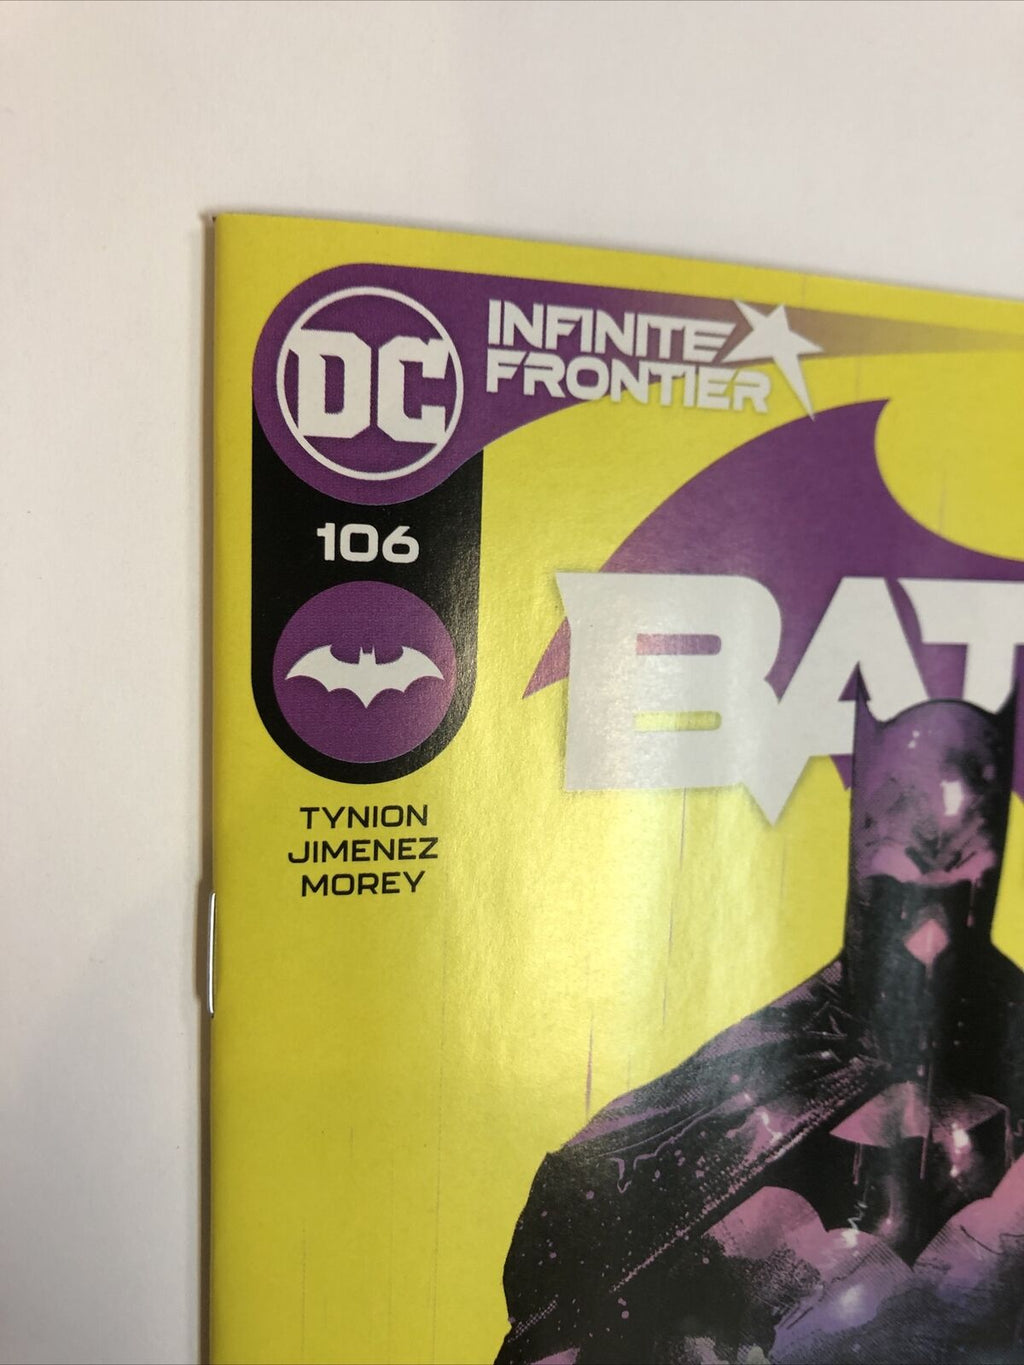 DC
INFINITE
FRONTIER
106
BAT
TYNION
JIMENEZ
MOREY